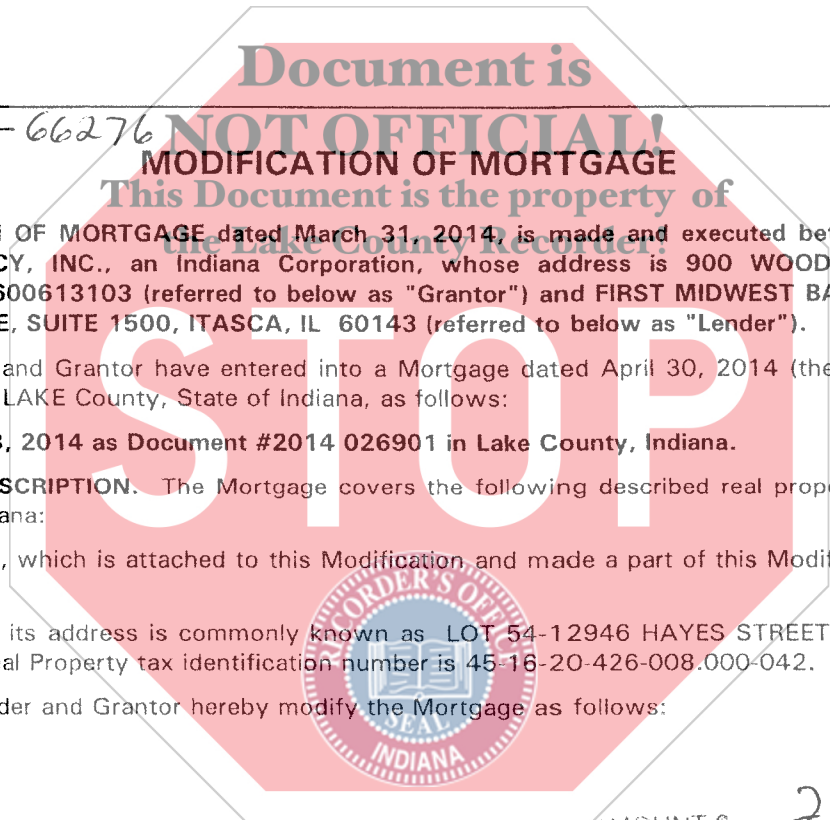 Document is
-66276 NOT OFFICIAL!
MODIFICATION OF MORTGAGE
This Document is the property of
OF MORTGAGE dated March 31, 2014, is made and executed be
the Lake County Recorder!
CY, INC., an Indiana Corporation, whose address is 900 WOOD
600613103 (referred to below as "Grantor") and FIRST MIDWEST BA
E, SUITE 1500, ITASCA, IL 60143 (referred to below as "Lender").
and Grantor have entered into a Mortgage dated April 30, 2014 (the
LAKE County, State of Indiana, as follows:
, 2014 as Document #2014 026901 in Lake County, Indiana.
SCRIPTION. The Mortgage covers the following described real prop
ana:
STOP
, which is attached to this Modification and made a part of this Modif
its address is commonly known as LOT 54-12946 HAYES STREET
al Property tax identification number is 45-16-20-426-008.000-042.
der and Grantor hereby modify the Mortgage as follows:
RECORDER'S OFFICE
SEAL
INDIANA
2